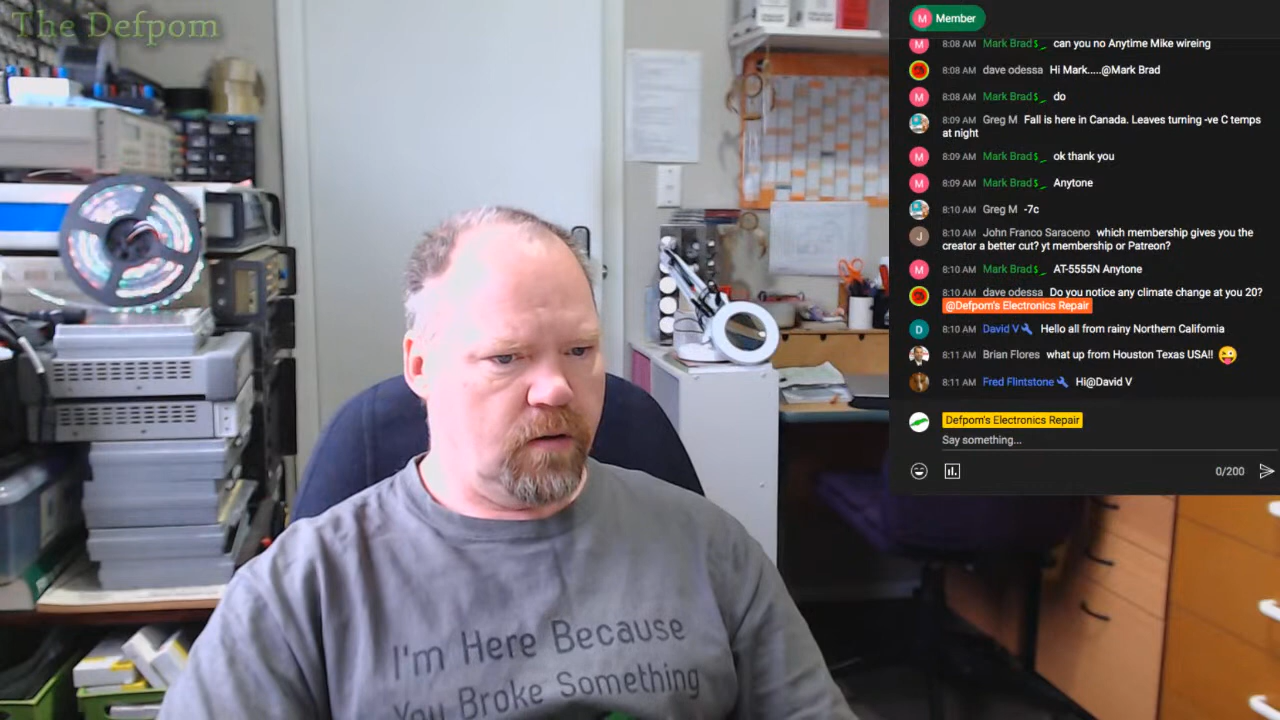 The Defpom
Member
8:08 AM Mark Brad$ can you no Anytime Mike wireing
8:08 AM dave odessa Hi Mark.....@Mark Brad
8:08 AM Mark Brad$ do
8:09 AM Greg M Fall is here in Canada. Leaves turning -ve C temps
at night
8:09 AM Mark Brad$ ok thank you
8:09 AM Mark Brad$ Anytone
8:10 AM Greg M -7c
8:10 AM John Franco Saraceno which membership gives you the
creator a better cut? yt membership or Patreon?
8:10 AM Mark Brad$ AT-5555N Anytone
8:10 AM dave odessa Do you notice any climate change at you 20?
@Defpom's Electronics Repair
8:10 AM David V Hello all from rainy Northern California
8:11 AM Brian Flores what up from Houston Texas USA!!
8:11 AM Fred Flintstone Hi@David V
Defpom's Electronics Repair
Say something...
0/200
I'm Here Because
You Broke Something